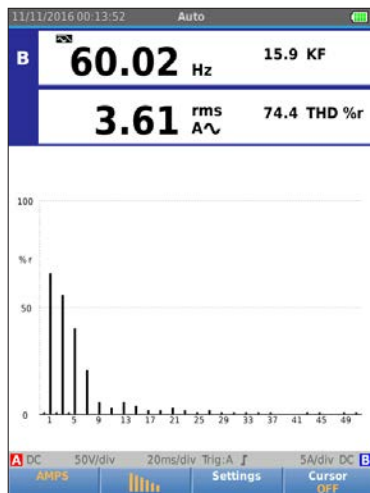 11/11/2016 00:13:52 Auto
B 60.02 Hz 15.9 KF
3.61 rms A∿ 74.4 THD %r
100
%r
50
0
1 5 9 13 17 21 25 29 33 37 41 45 49
A DC 50V/div 20ms/div Trig:A ʃ 5A/div DC B
AMPS Settings Cursor
OFF